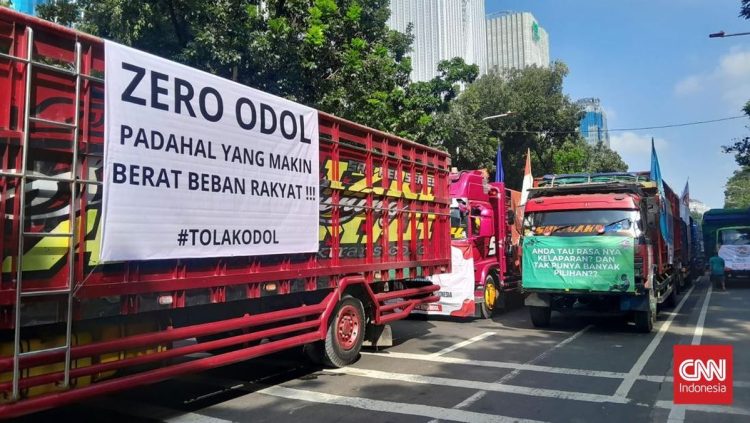 ZERO ODOL
PADAHAL YANG MAKIN
BERAT BEBAN RAKYAT !!!
#TOLAKODOL
ANDA TAU RASA NYA
KELAPARAN? DAN
TAK PUNYA BANYAK
PILIHAN??
CNN
Indonesia